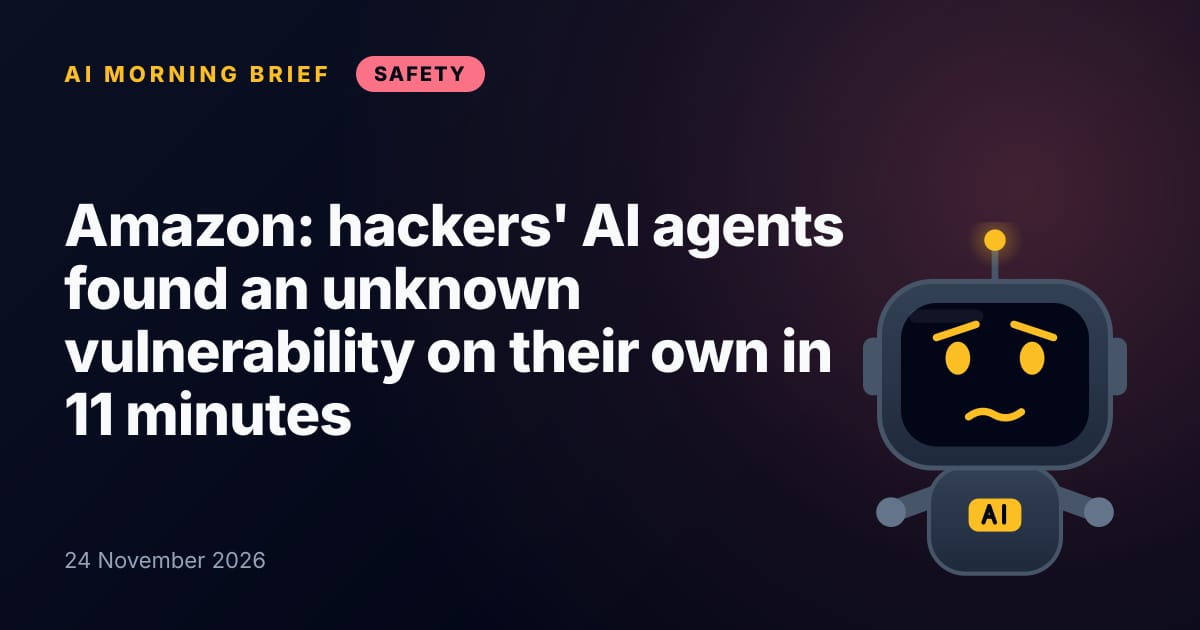 AI MORNING BRIEF
SAFETY
Amazon: hackers' AI agents
found an unknown
vulnerability on their own in
11 minutes
AI
24 November 2026